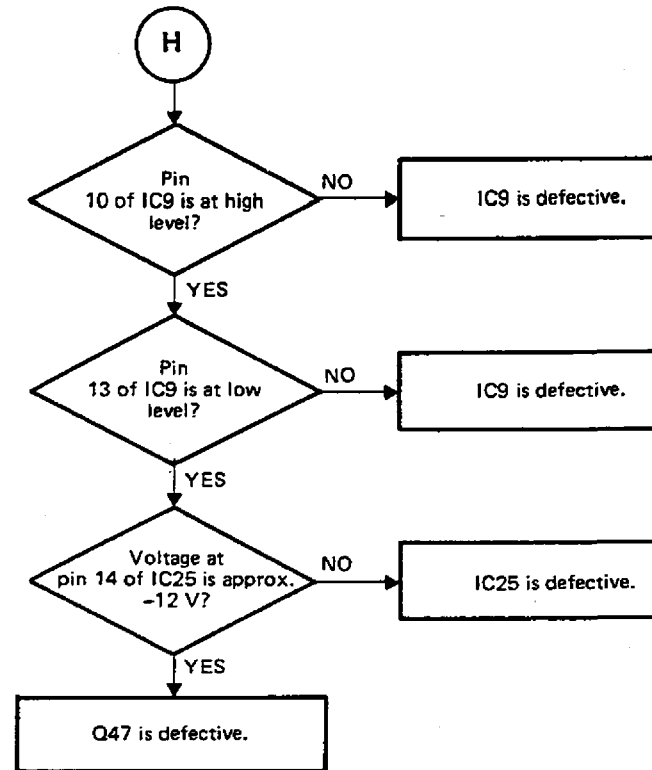 H
Pin
10 of IC9 is at high
level?
NO
IC9 is defective.
YES
Pin
13 of IC9 is at low
level?
NO
IC9 is defective.
YES
Voltage at
pin 14 of IC25 is approx.
–12 V?
NO
IC25 is defective.
YES
Q47 is defective.